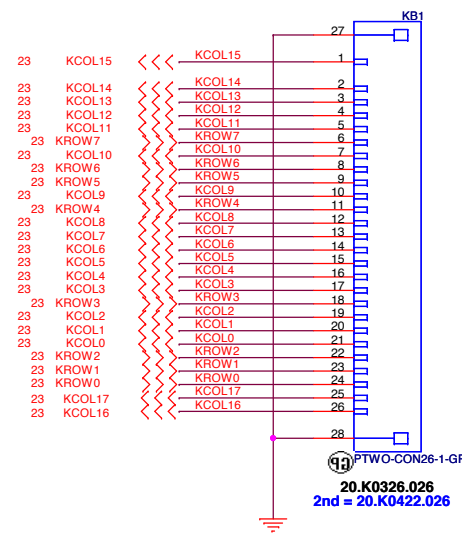 KB1
27
23 KCOL15 KCOL15 1
23 KCOL14 KCOL14 2
23 KCOL13 KCOL13 3
23 KCOL12 KCOL12 4
23 KCOL11 KCOL11 5
23 KROW7 KROW7 6
23 KCOL10 KCOL10 7
23 KROW6 KROW6 8
23 KROW5 KROW5 9
23 KCOL9 KCOL9 10
23 KROW4 KROW4 11
23 KCOL8 KCOL8 12
23 KCOL7 KCOL7 13
23 KCOL6 KCOL6 14
23 KCOL5 KCOL5 15
23 KCOL4 KCOL4 16
23 KCOL3 KCOL3 17
23 KROW3 KROW3 18
23 KCOL2 KCOL2 19
23 KCOL1 KCOL1 20
23 KCOL0 KCOL0 21
23 KROW2 KROW2 22
23 KROW1 KROW1 23
23 KROW0 KROW0 24
23 KCOL17 KCOL17 25
23 KCOL16 KCOL16 26
28
PTWO-CON26-1-GP
20.K0326.026
2nd = 20.K0422.026